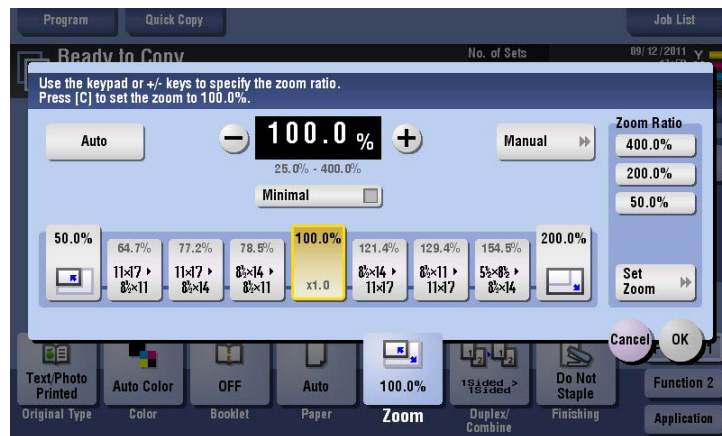 Program
Quick Copy
Job List
Ready to Copy
No. of Sets
09/12/2011
Y
Use the keypad or +/- keys to specify the zoom ratio.
Press [C] to set the zoom to 100.0%.
Auto
− 100.0 % +
Manual
25.0% - 400.0%
Minimal
Zoom Ratio
400.0%
200.0%
50.0%
Set
Zoom
50.0%
64.7%
11×17
8½×11
77.2%
11×17
8½×14
78.5%
8½×14
8½×11
100.0%
x1.0
121.4%
8½×14
11×17
129.4%
8½×11
11×17
154.5%
5½×8½
8½×14
200.0%
Cancel
OK
Text/Photo
Printed
Original Type
Auto Color
Color
OFF
Booklet
Auto
Paper
100.0%
Zoom
1Sided >
1Sided
Duplex/
Combine
Do Not
Staple
Finishing
Function 2
Application